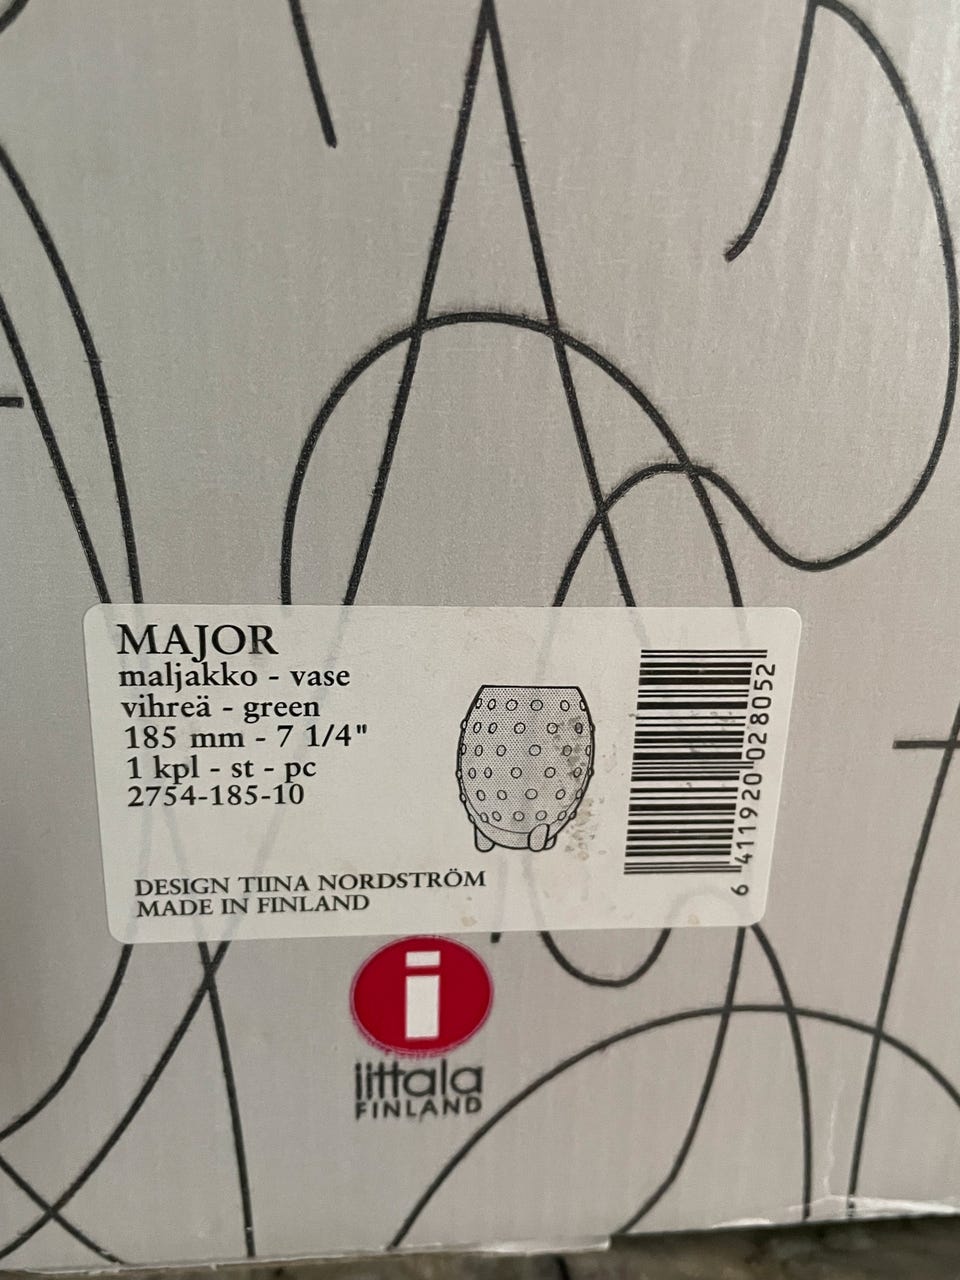 MAJOR
maljakko - vase
vihreä - green
185 mm - 7 1/4"
1 kpl - st - pc
2754-185-10
DESIGN TIINA NORDSTRÖM
MADE IN FINLAND
6 411920 028052
i
iittala
FINLAND